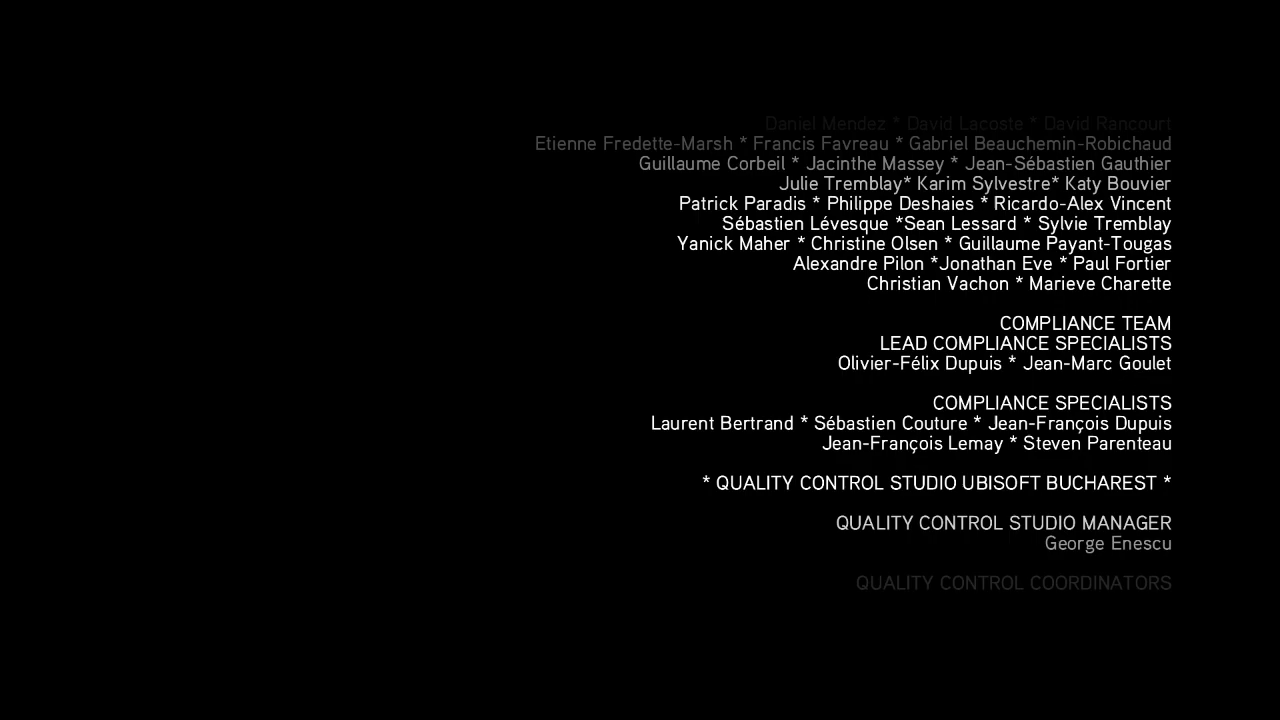 Daniel Mendez * David Lacoste * David Rancourt
Etienne Fredette-Marsh * Francis Favreau * Gabriel Beauchemin-Robichaud
Guillaume Corbeil * Jacinthe Massey * Jean-Sébastien Gauthier
Julie Tremblay* Karim Sylvestre* Katy Bouvier
Patrick Paradis * Philippe Deshaies * Ricardo-Alex Vincent
Sébastien Lévesque *Sean Lessard * Sylvie Tremblay
Yanick Maher * Christine Olsen * Guillaume Payant-Tougas
Alexandre Pilon *Jonathan Eve * Paul Fortier
Christian Vachon * Marieve Charette
COMPLIANCE TEAM
LEAD COMPLIANCE SPECIALISTS
Olivier-Félix Dupuis * Jean-Marc Goulet
COMPLIANCE SPECIALISTS
Laurent Bertrand * Sébastien Couture * Jean-François Dupuis
Jean-François Lemay * Steven Parenteau
* QUALITY CONTROL STUDIO UBISOFT BUCHAREST *
QUALITY CONTROL STUDIO MANAGER
George Enescu
QUALITY CONTROL COORDINATORS